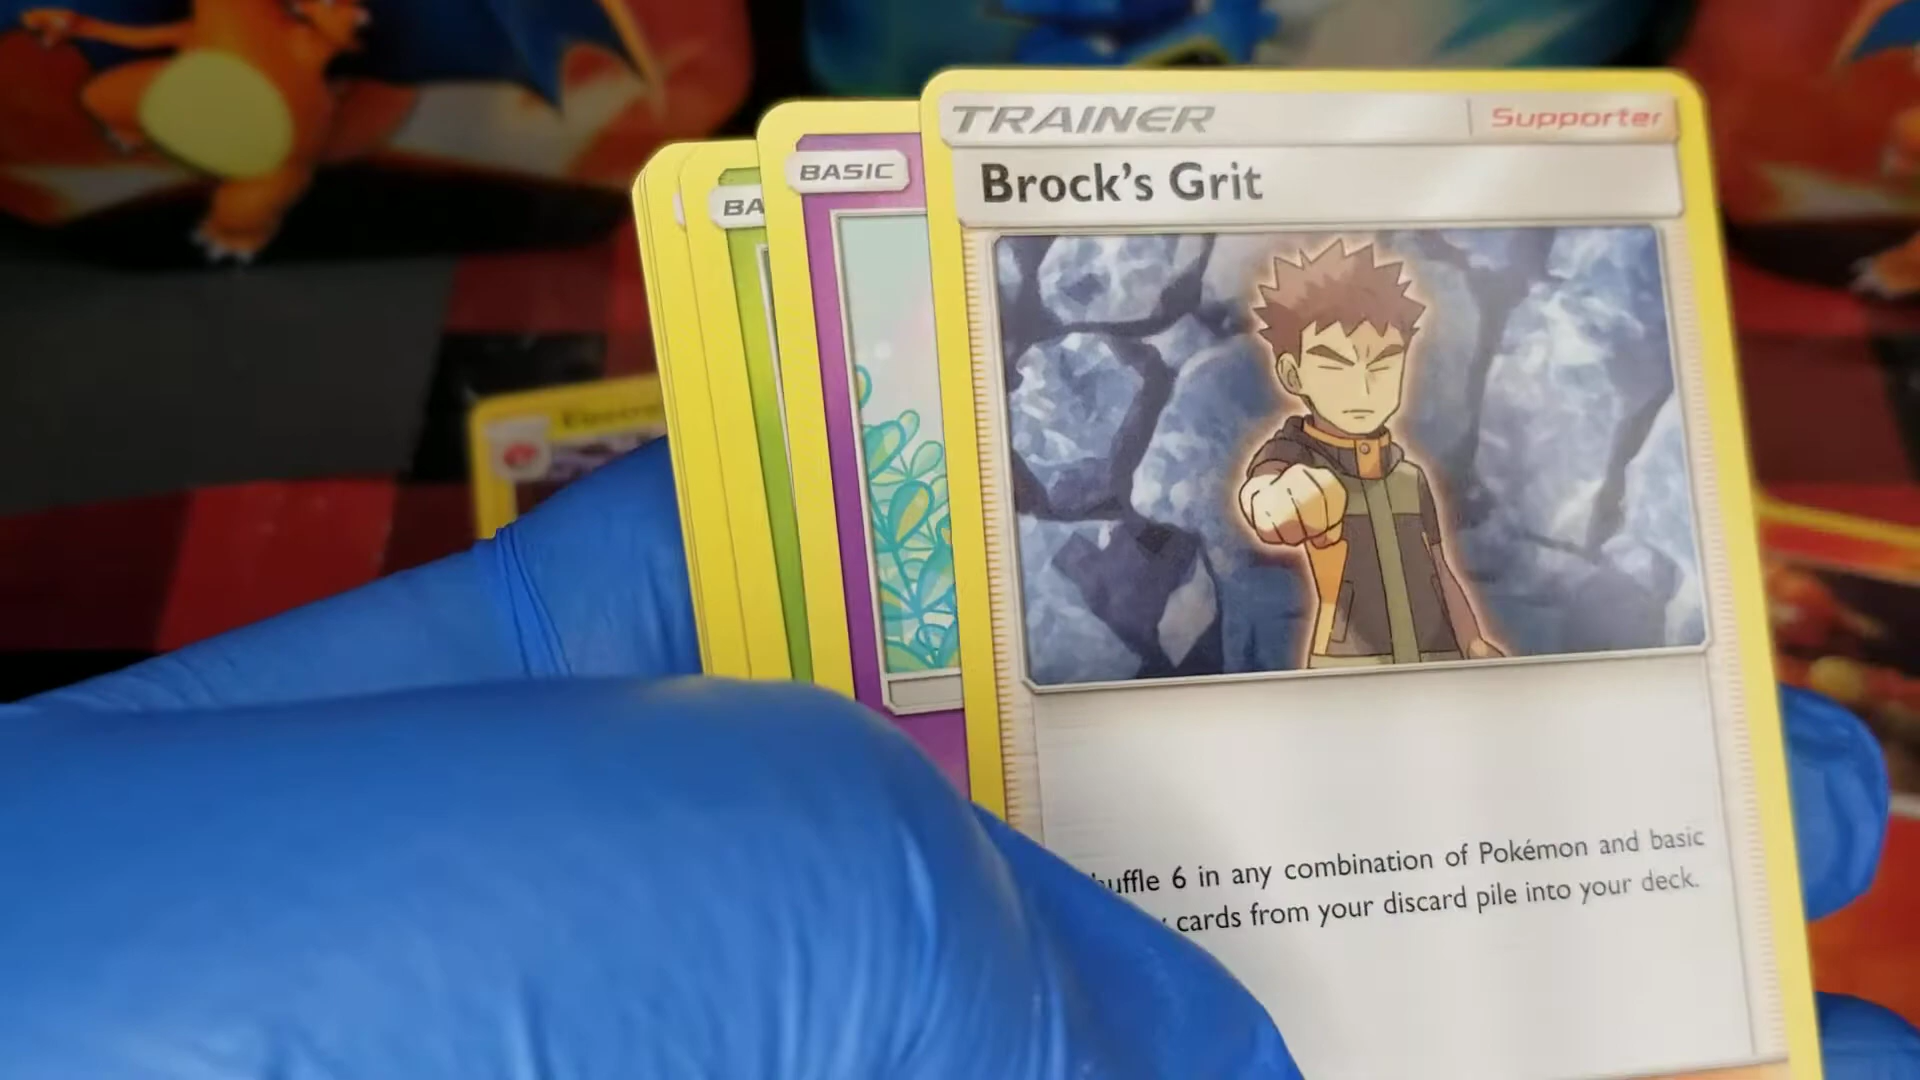 TRAINER
Supporter
Brock's Grit
BASIC
BA
uffle 6 in any combination of Pokémon and basic
cards from your discard pile into your deck.